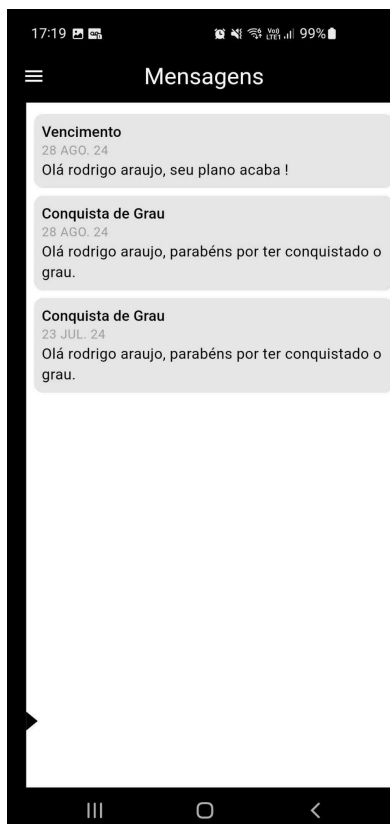 17:19 99%
Mensagens
Vencimento
28 AGO. 24
Olá rodrigo araujo, seu plano acaba !
Conquista de Grau
28 AGO. 24
Olá rodrigo araujo, parabéns por ter conquistado o
grau.
Conquista de Grau
23 JUL. 24
Olá rodrigo araujo, parabéns por ter conquistado o
grau.